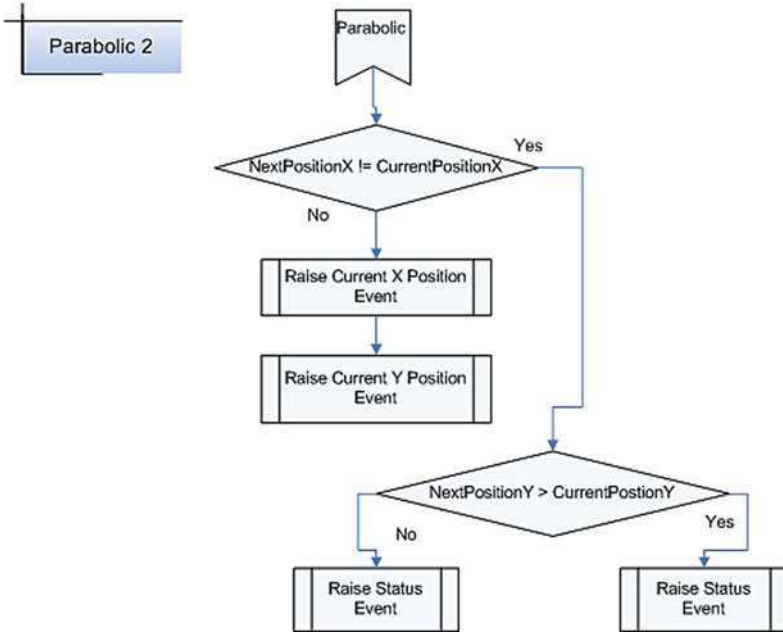 Parabolic 2
Parabolic
Yes
NextPositionX != CurrentPositionX
No
Raise Current X Position
Event
Raise Current Y Position
Event
NextPositionY > CurrentPostionY
No
Yes
Raise Status
Event
Raise Status
Event